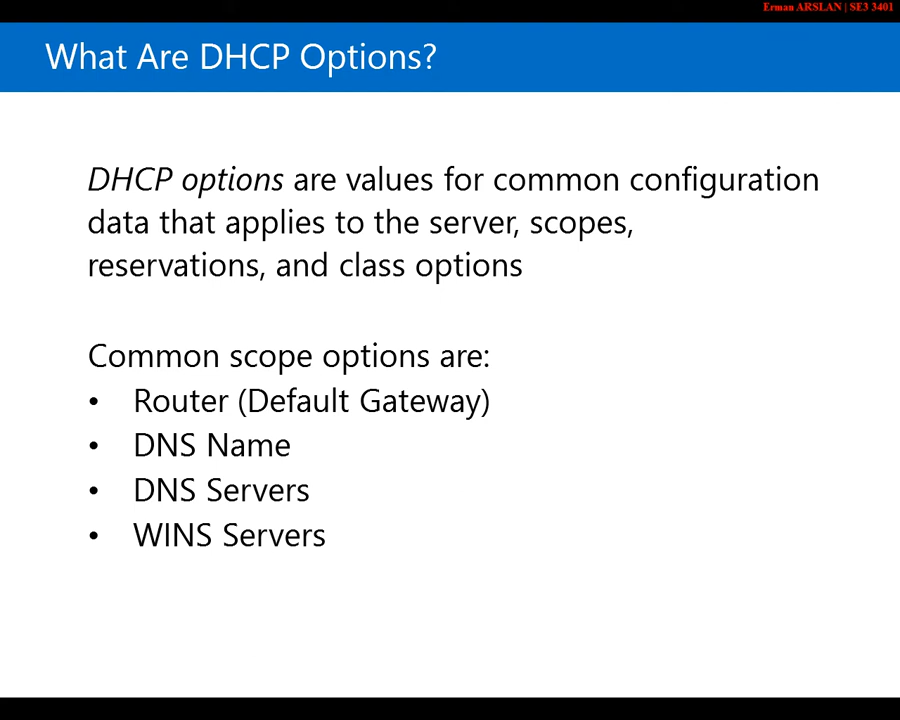 Erman ARSLAN | SE3 3401
What Are DHCP Options?
DHCP options are values for common configuration
data that applies to the server, scopes,
reservations, and class options
Common scope options are:
• Router (Default Gateway)
• DNS Name
• DNS Servers
• WINS Servers